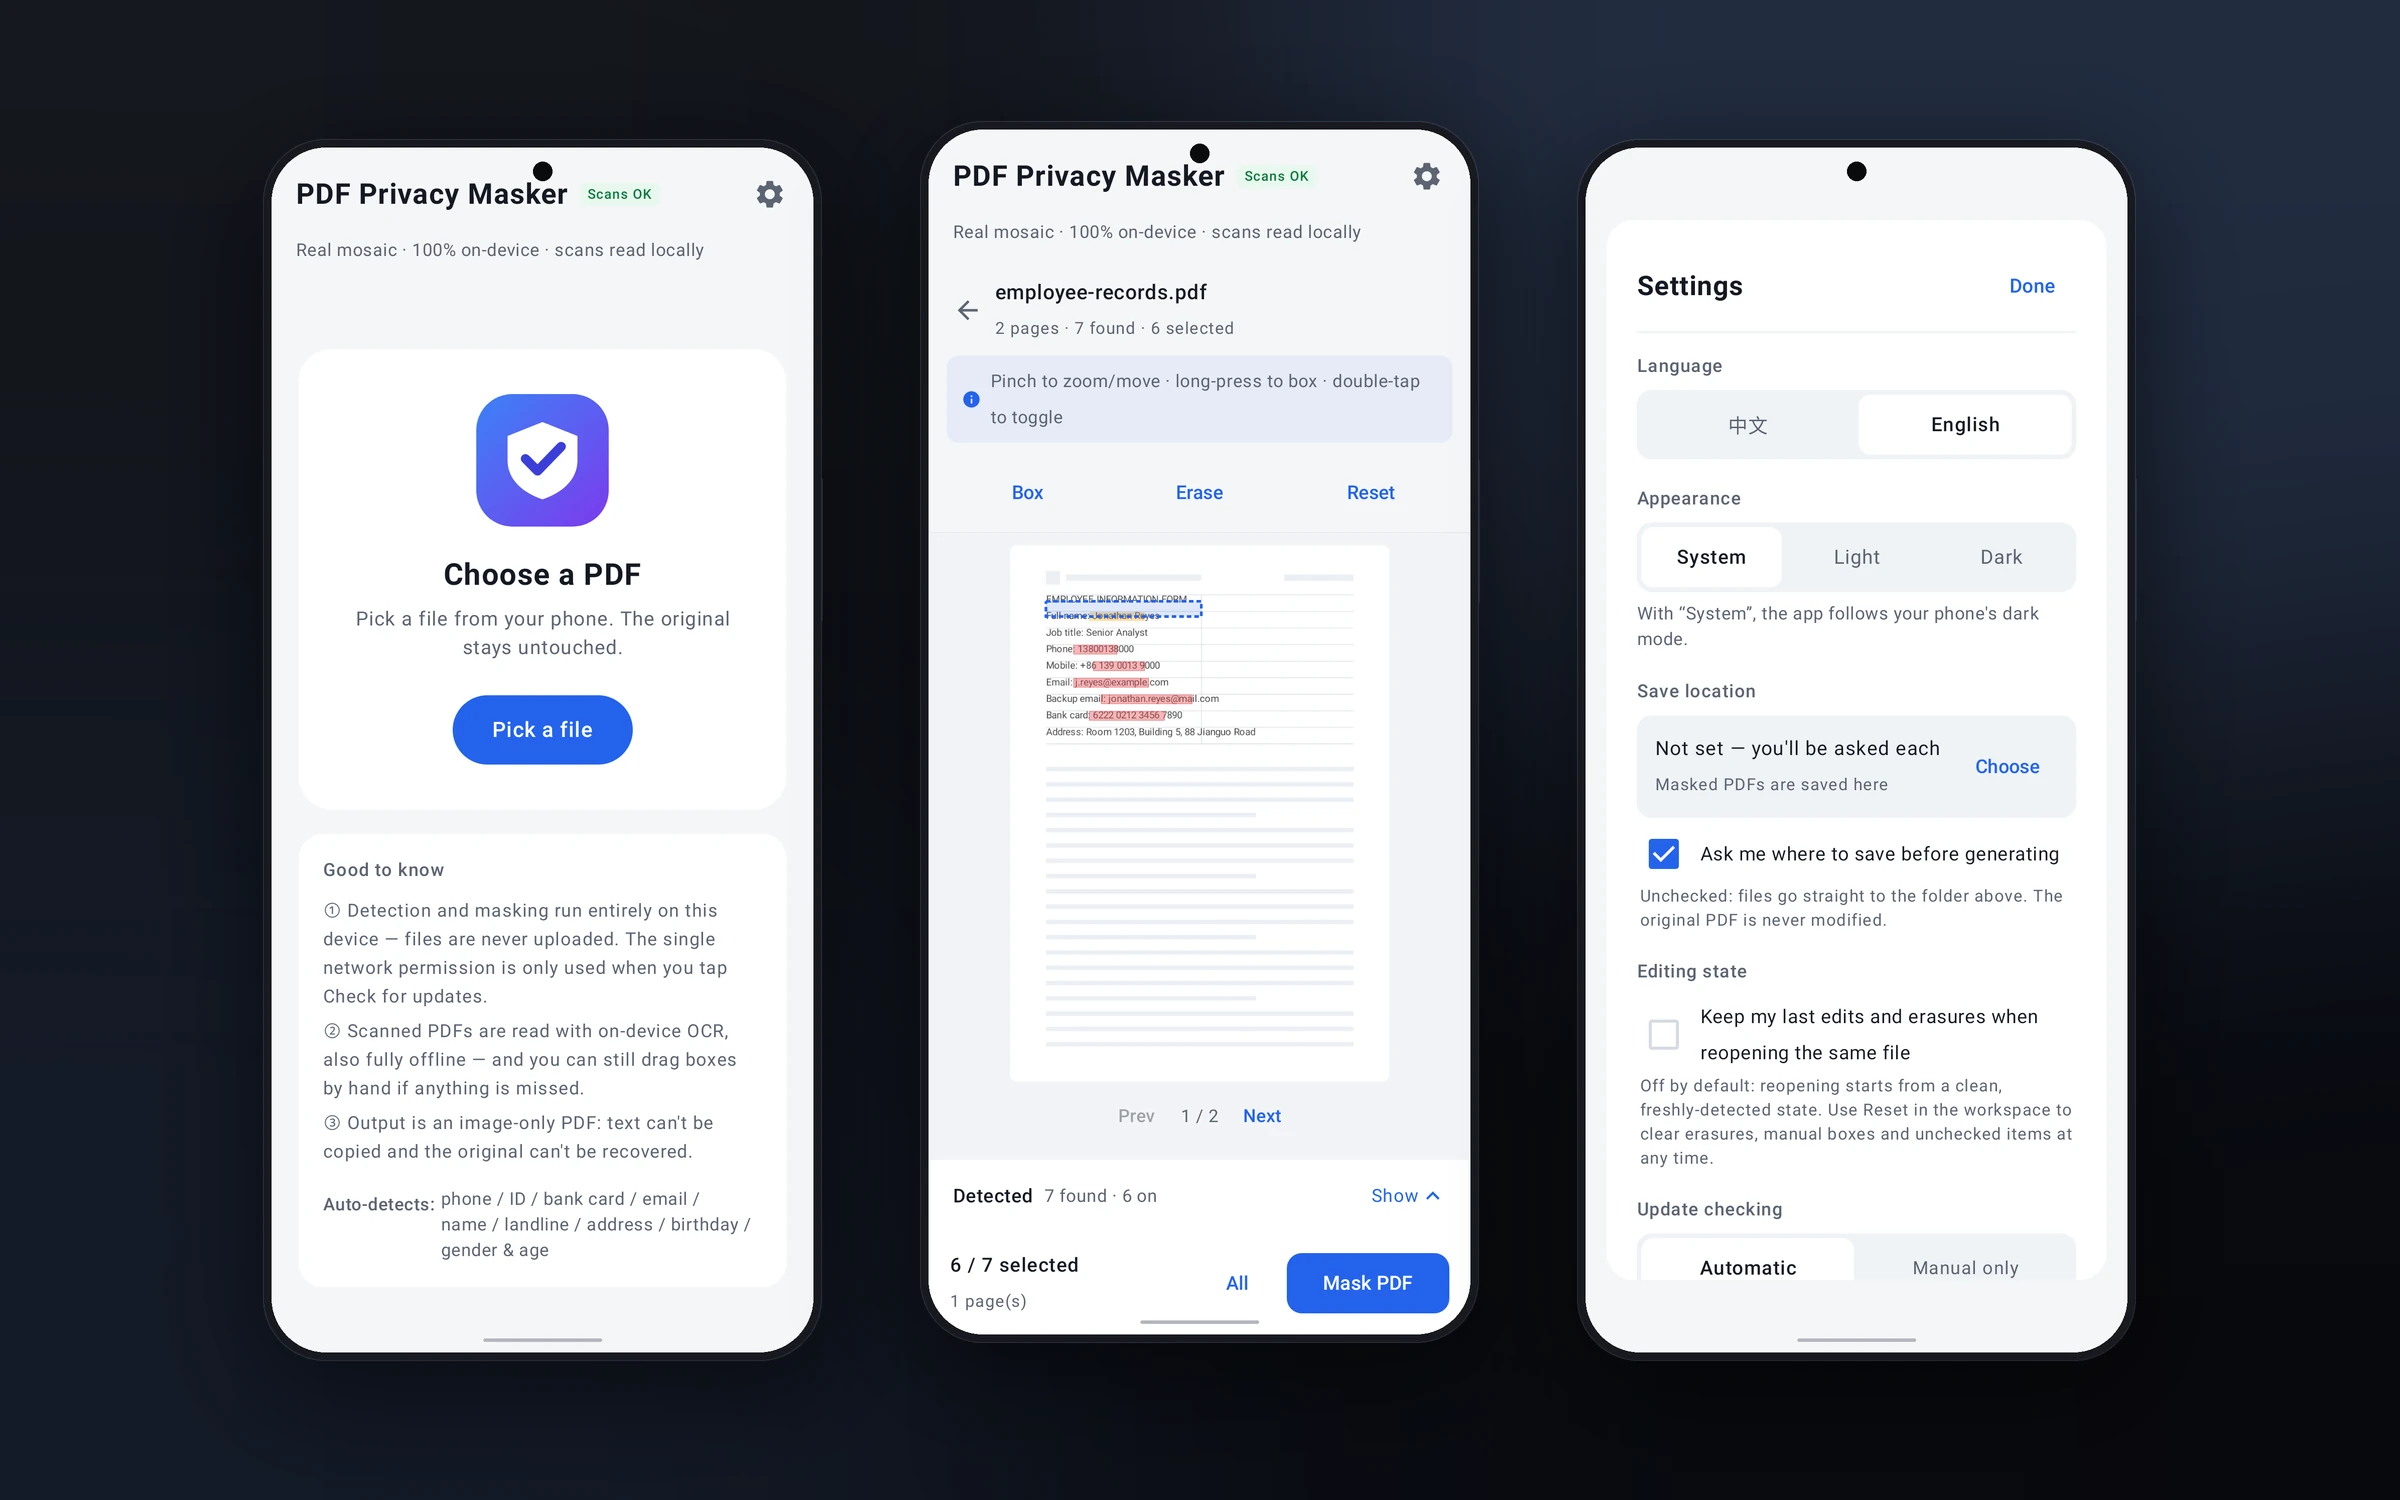 PDF Privacy Masker
Scans OK
Real mosaic · 100% on-device · scans read locally
Choose a PDF
Pick a file from your phone. The original
stays untouched.
Pick a file
Good to know
① Detection and masking run entirely on this
device — files are never uploaded. The single
network permission is only used when you tap
Check for updates.
② Scanned PDFs are read with on-device OCR,
also fully offline — and you can still drag boxes
by hand if anything is missed.
③ Output is an image-only PDF: text can't be
copied and the original can't be recovered.
Auto-detects: phone / ID / bank card / email /
name / landline / address / birthday /
gender & age
PDF Privacy Masker
Scans OK
Real mosaic · 100% on-device · scans read locally
employee-records.pdf
2 pages · 7 found · 6 selected
Pinch to zoom/move · long-press to box · double-tap
to toggle
Box
Erase
Reset
EMPLOYEE INFORMATION FORM
Full name: Jonathan Reyes
Job title: Senior Analyst
Phone: 13800138000
Mobile: +86 139 0013 9000
Email: j.reyes@example.com
Backup email: jonathan.reyes@mail.com
Bank card: 6222 0212 3456 7890
Address: Room 1203, Building 5, 88 Jianguo Road
Prev
1 / 2
Next
Detected 7 found · 6 on
Show
6 / 7 selected
1 page(s)
All
Mask PDF
Settings
Done
Language
中文
English
Appearance
System
Light
Dark
With “System”, the app follows your phone's dark
mode.
Save location
Not set — you'll be asked each
Masked PDFs are saved here
Choose
Ask me where to save before generating
Unchecked: files go straight to the folder above. The
original PDF is never modified.
Editing state
Keep my last edits and erasures when
reopening the same file
Off by default: reopening starts from a clean,
freshly-detected state. Use Reset in the workspace to
clear erasures, manual boxes and unchecked items at
any time.
Update checking
Automatic
Manual only